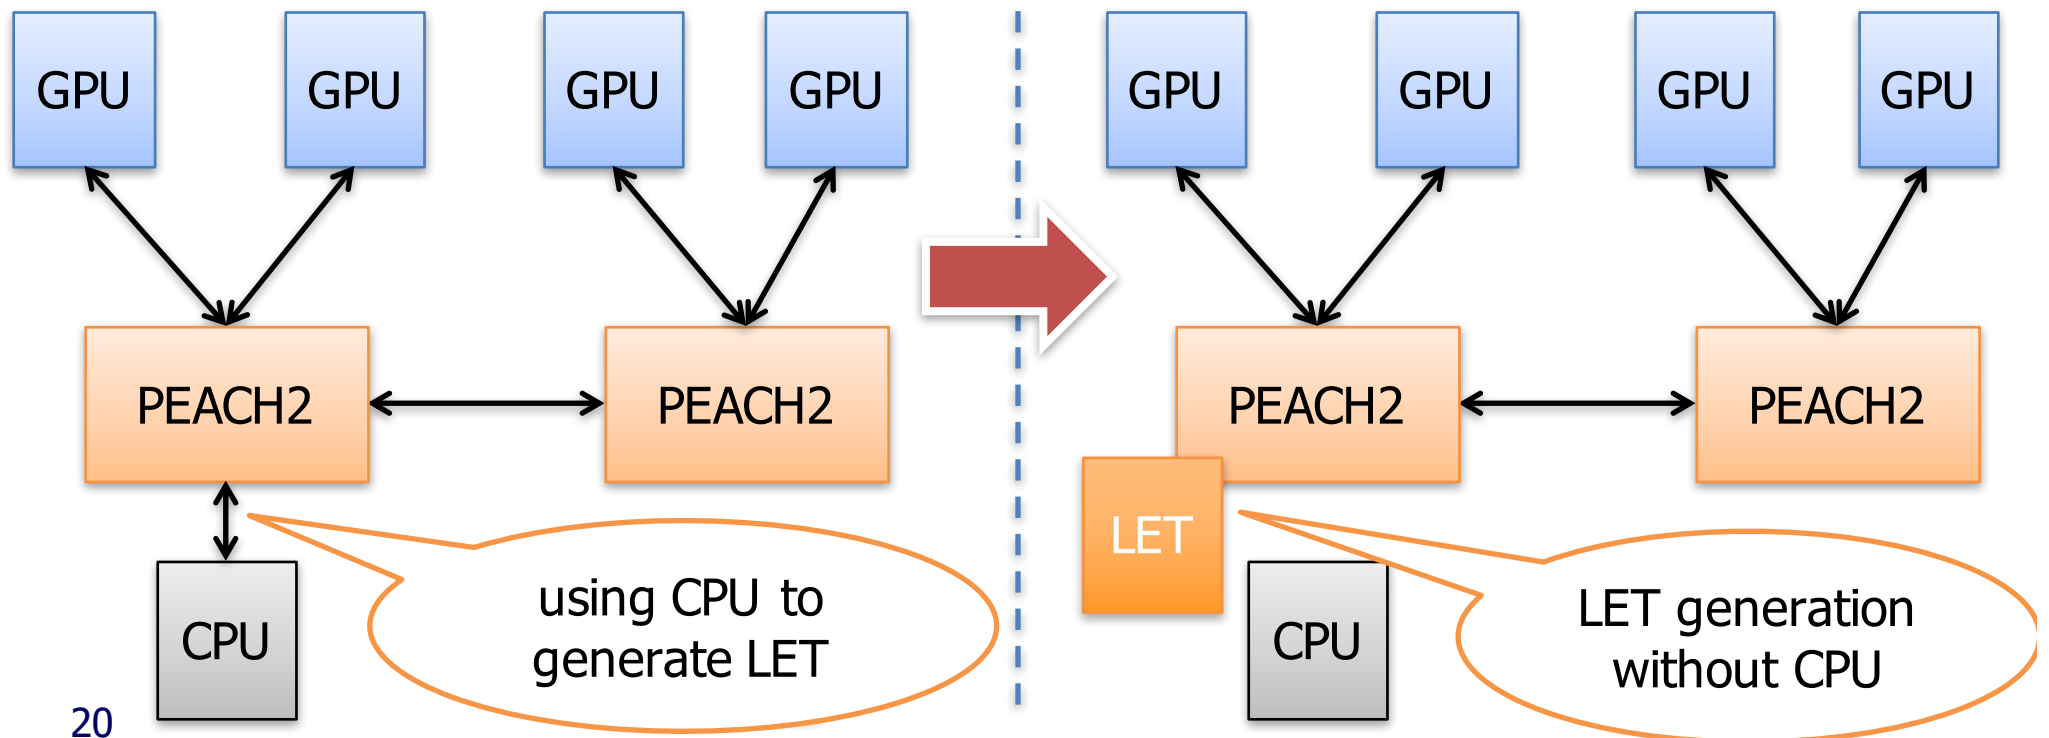 GPU GPU GPU GPU
GPU GPU GPU GPU
PEACH2 PEACH2
PEACH2 PEACH2
CPU
using CPU to
generate LET
LET
CPU
LET generation
without CPU
20